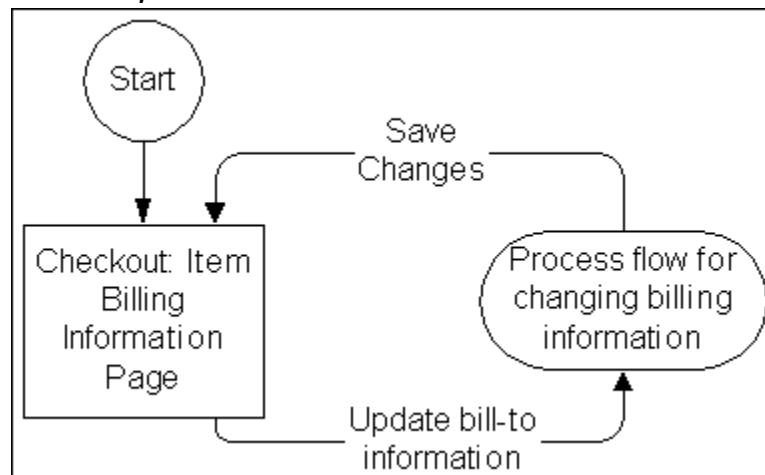 Start
Save
Changes
Checkout: Item
Billing
Information
Page
Process flow for
changing billing
information
Update bill-to
information